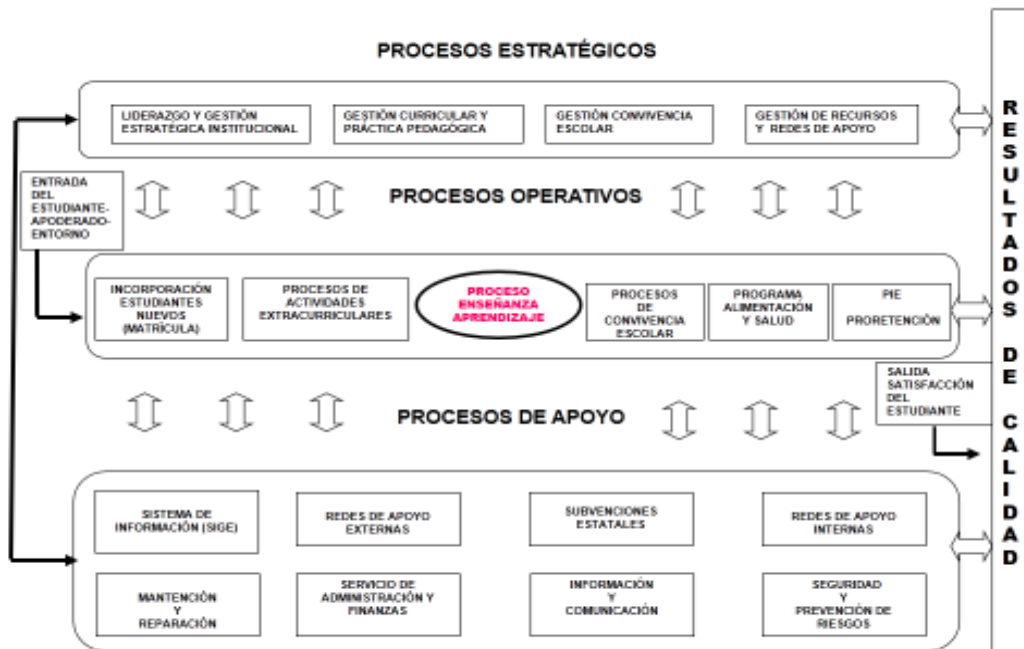 PROCESOS ESTRATÉGICOS
LIDERAZGO Y GESTIÓN
ESTRATÉGICA INSTITUCIONAL
GESTIÓN CURRICULAR Y
PRÁCTICA PEDAGÓGICA
GESTIÓN CONVIVENCIA
ESCOLAR
GESTIÓN DE RECURSOS
Y REDES DE APOYO
ENTRADA
DEL
ESTUDIANTE-
APODERADO-
ENTORNO
PROCESOS OPERATIVOS
INCORPORACIÓN
ESTUDIANTES
NUEVOS
(MATRÍCULA)
PROCESOS DE
ACTIVIDADES
EXTRACURRICULARES
PROCESO
ENSEÑANZA
APRENDIZAJE
PROCESOS
DE
CONVIVENCIA
ESCOLAR
PROGRAMA
ALIMENTACIÓN
Y SALUD
PIE
PRORETENCIÓN
SALIDA
SATISFACCIÓN
DEL
ESTUDIANTE
PROCESOS DE APOYO
SISTEMA DE
INFORMACIÓN (SIGE)
REDES DE APOYO
EXTERNAS
SUBVENCIONES
ESTATALES
REDES DE APOYO
INTERNAS
MANTENCIÓN
Y
REPARACIÓN
SERVICIO DE
ADMINISTRACIÓN Y
FINANZAS
INFORMACIÓN
Y
COMUNICACIÓN
SEGURIDAD
Y
PREVENCIÓN DE
RIESGOS
RESULTADOS DE CALIDAD